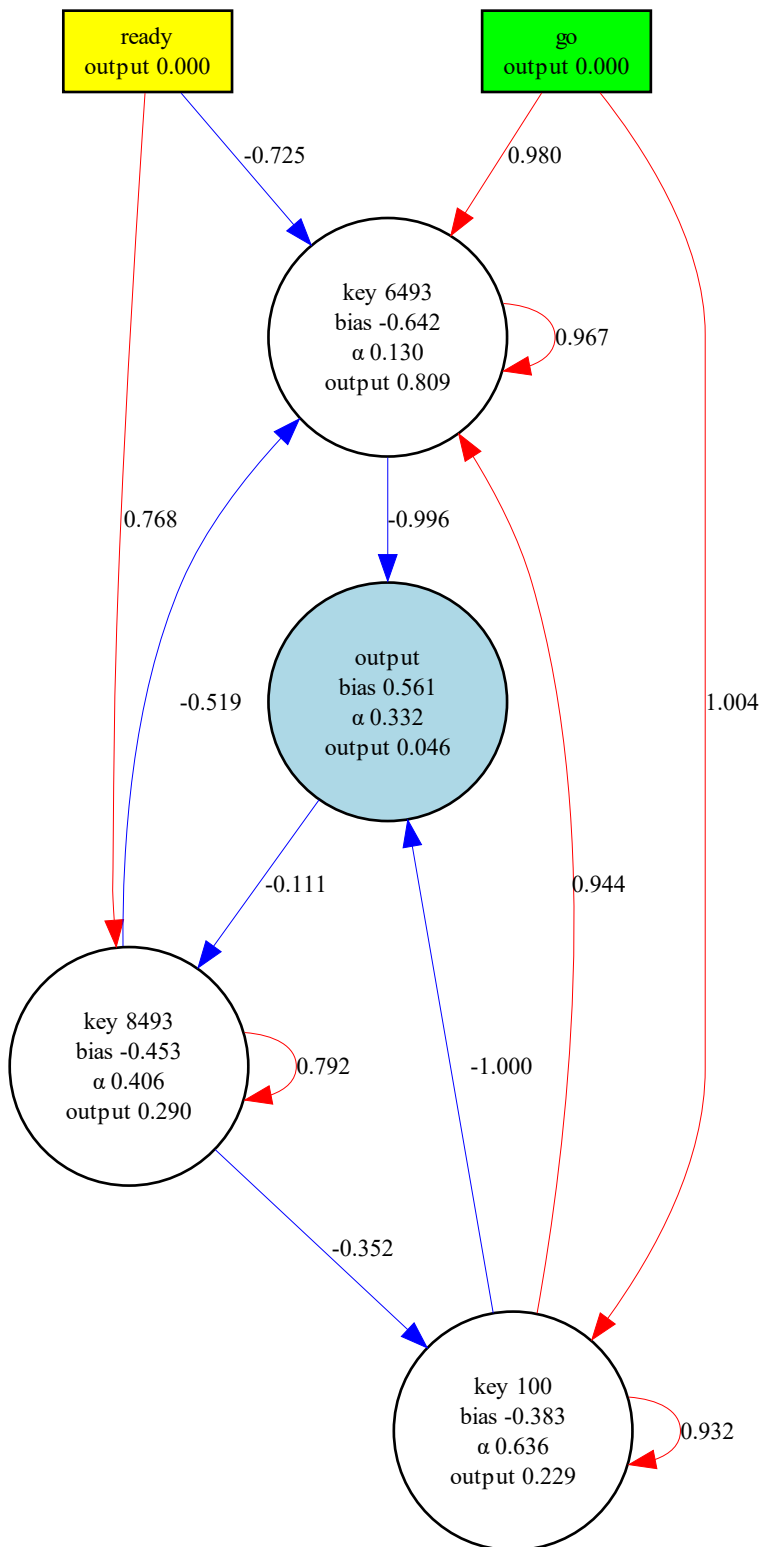 ready
output 0.000
go
output 0.000
-0.725
0.980
key 6493
bias -0.642
α 0.130
output 0.809
0.967
0.768
-0.996
-0.519
output
bias 0.561
α 0.332
output 0.046
1.004
-0.111
0.944
key 8493
bias -0.453
α 0.406
output 0.290
0.792
-1.000
-0.352
key 100
bias -0.383
α 0.636
output 0.229
0.932